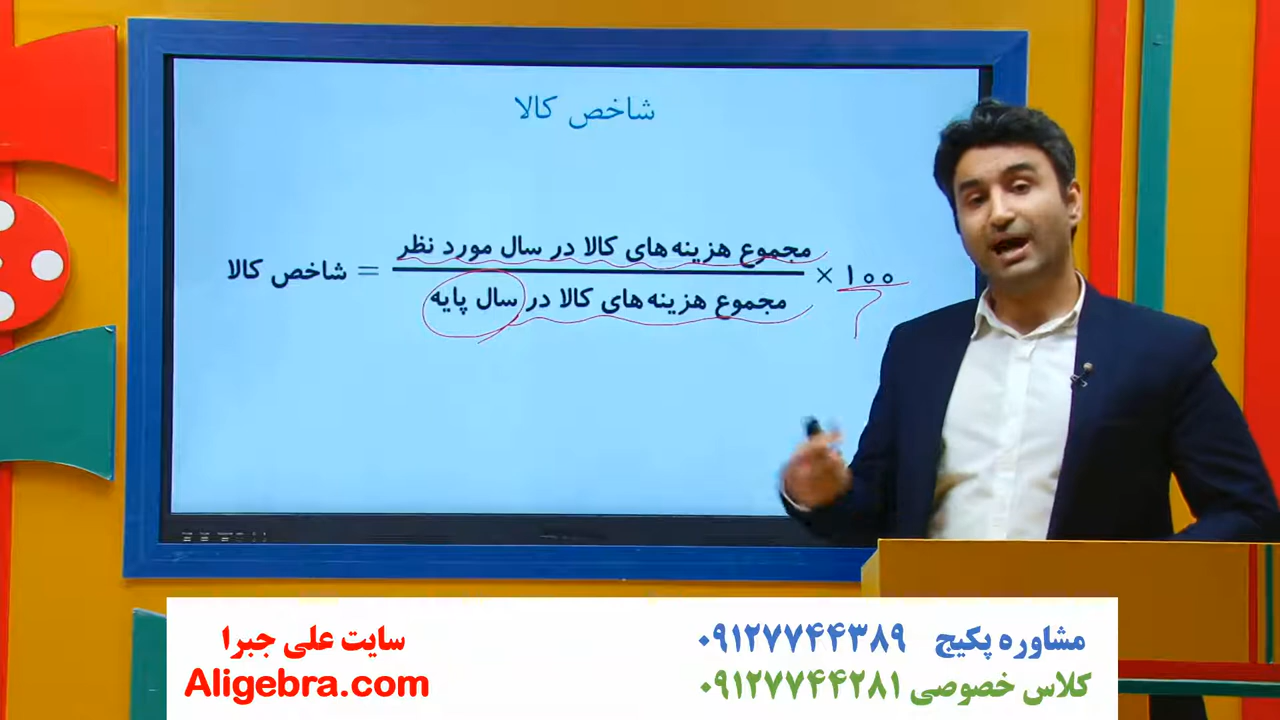 شاخص کالا
شاخص کالا = مجموع هزینه های کالا در سال مورد نظر / مجموع هزینه های کالا در سال پایه × ۱۰۰
?
مشاوره پکیج ۰۹۱۲۷۷۴۴۳۸۹
سایت علی جبرا
کلاس خصوصی ۰۹۱۲۷۷۴۴۲۸۱
Aligebra.com